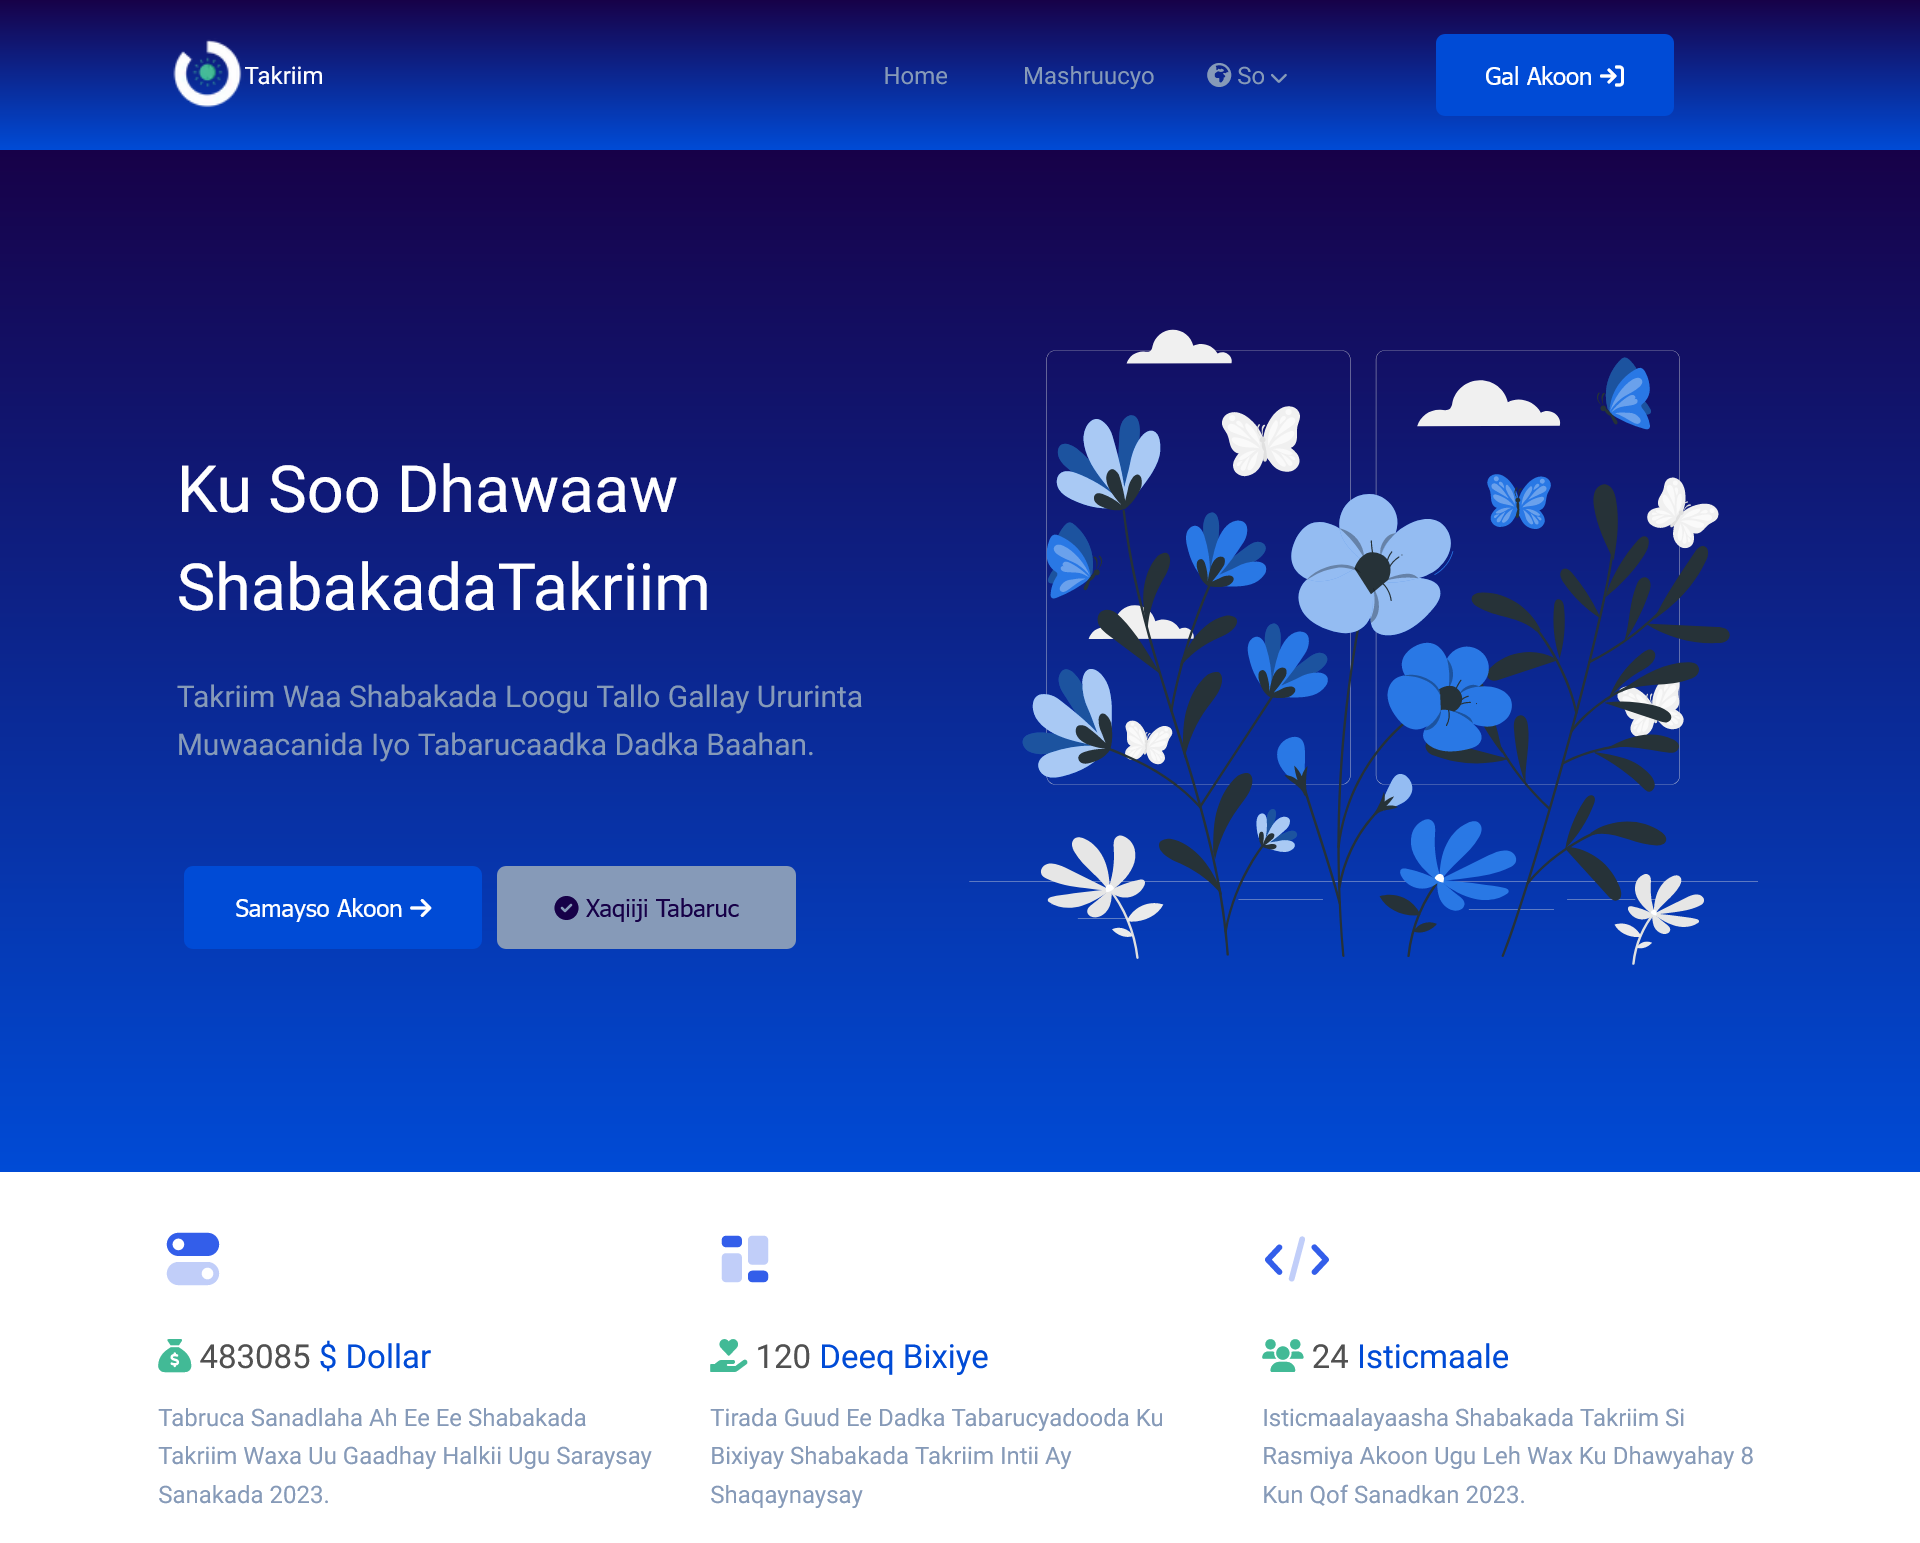 Takriim
Home
Mashruucyo
So
Gal Akoon
Ku Soo Dhawaaw
ShabakadaTakriim
Takriim Waa Shabakada Loogu Tallo Gallay Ururinta
Muwaacanida Iyo Tabarucaadka Dadka Baahan.
Samayso Akoon
Xaqiiji Tabaruc
483085 $ Dollar
Tabruca Sanadlaha Ah Ee Ee Shabakada
Takriim Waxa Uu Gaadhay Halkii Ugu Saraysay
Sanakada 2023.
120 Deeq Bixiye
Tirada Guud Ee Dadka Tabarucyadooda Ku
Bixiyay Shabakada Takriim Intii Ay
Shaqaynaysay
24 Isticmaale
Isticmaalayaasha Shabakada Takriim Si
Rasmiya Akoon Ugu Leh Wax Ku Dhawyahay 8
Kun Qof Sanadkan 2023.